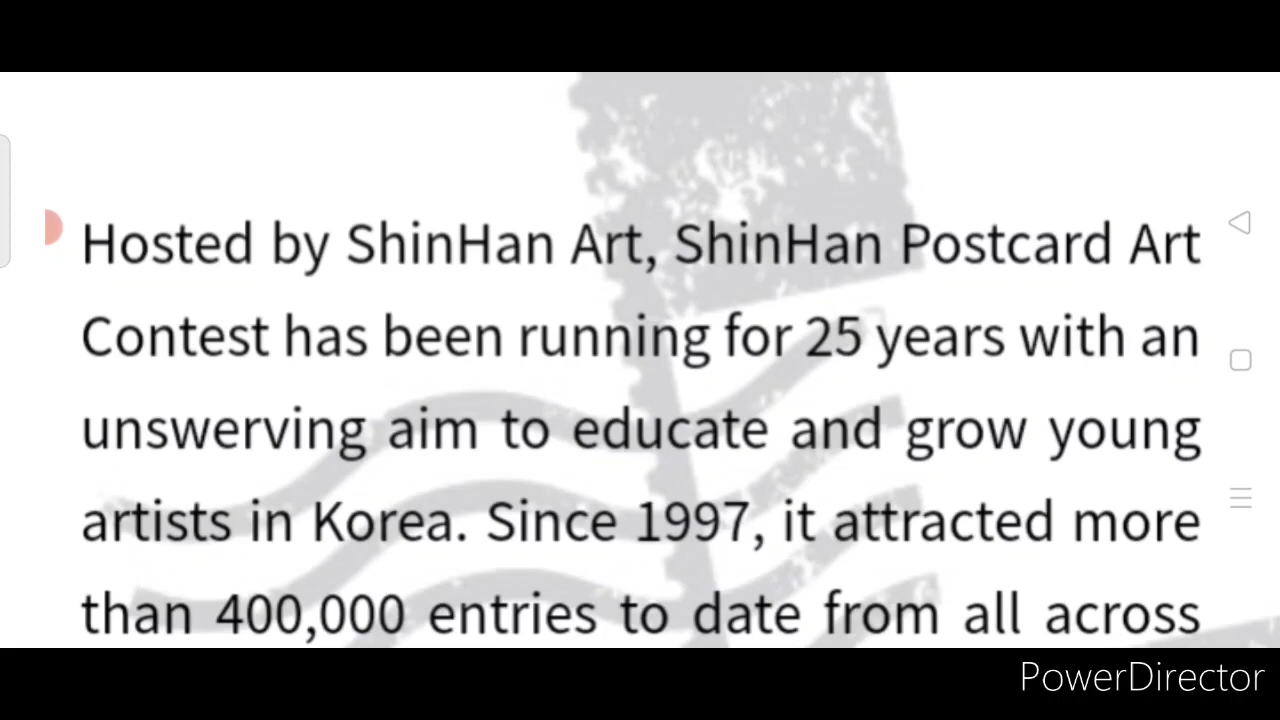 Hosted by ShinHan Art, ShinHan Postcard Art
Contest has been running for 25 years with an
unswerving aim to educate and grow young
artists in Korea. Since 1997, it attracted more
than 400,000 entries to date from all across
PowerDirector